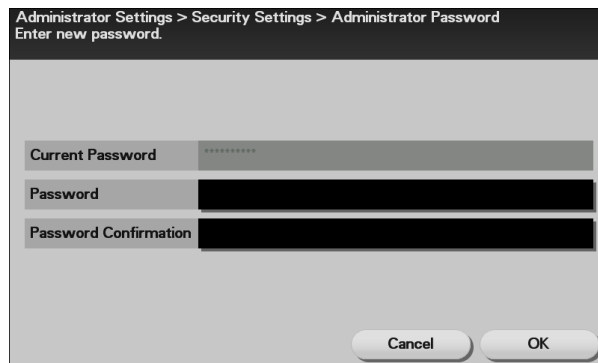 Administrator Settings > Security Settings > Administrator Password
Enter new password.
Current Password **********
Password
Password Confirmation
Cancel OK